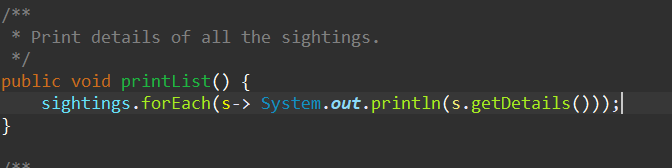 /**
 * Print details of all the sightings.
 */
public void printList() {
    sightings.forEach(s-> System.out.println(s.getDetails()));
}
/**